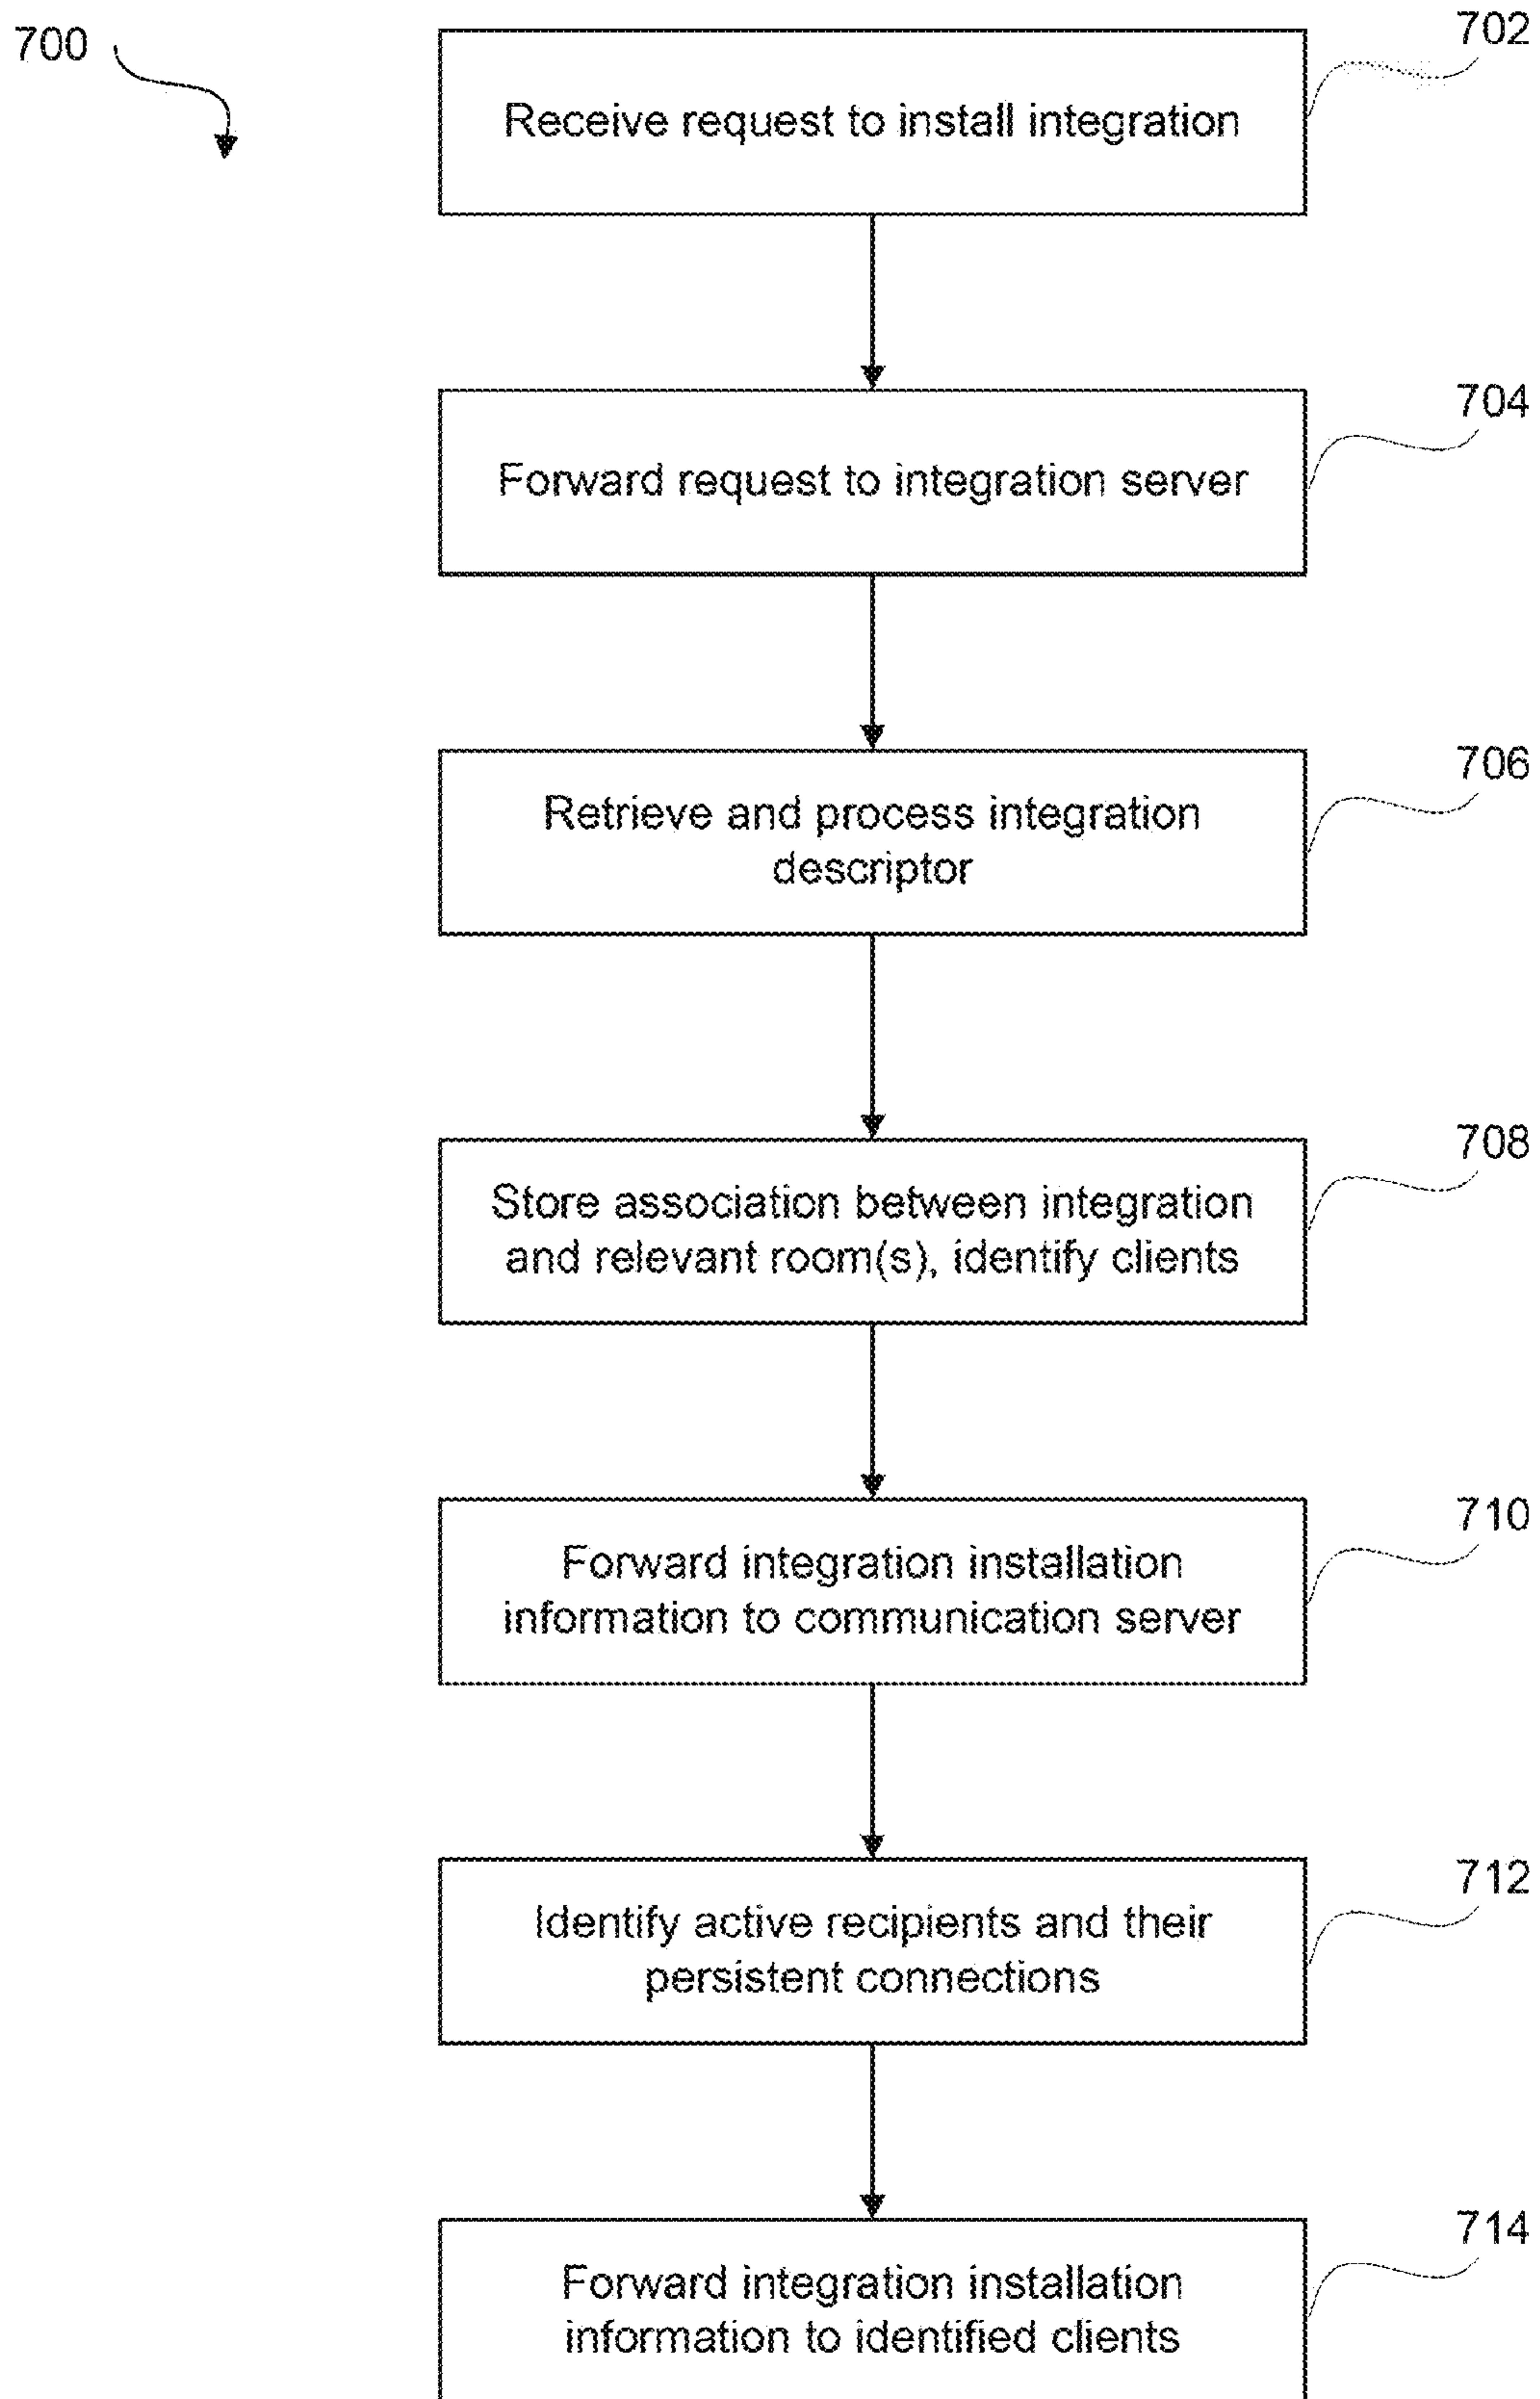 700
702
Receive request to install integration
704
Forward request to integration server
706
Retrieve and process integration
descriptor
708
Store association between integration
and relevant room(s), identify clients
710
Forward integration installation
information to communication server
712
Identify active recipients and their
persistent connections
714
Forward integration installation
information to identified clients